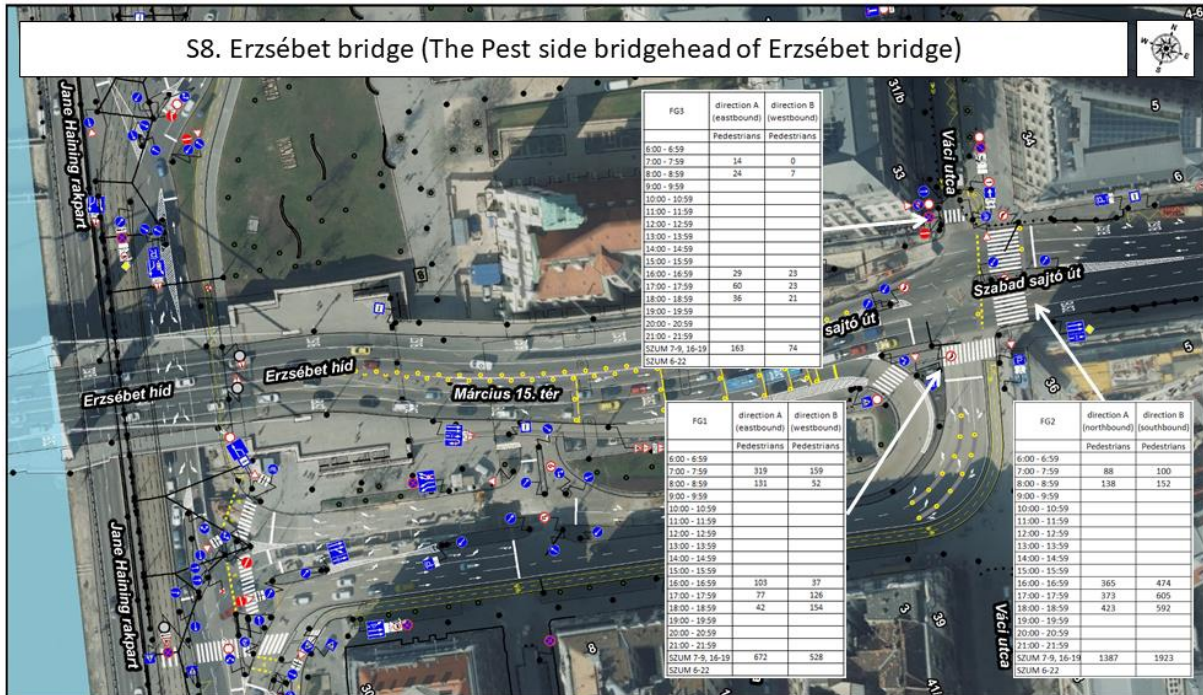 S8. Erzsébet bridge (The Pest side bridgehead of Erzsébet bridge)
N
W
E
S
4-6
Jane Haining rakpart
31/b
Váci utca
34
5
33
6
FG3 direction A (eastbound) direction B (westbound)
Pedestrians Pedestrians
6:00 - 6:59
7:00 - 7:59 14 0
8:00 - 8:59 24 7
9:00 - 9:59
10:00 - 10:59
11:00 - 11:59
12:00 - 12:59
13:00 - 13:59
14:00 - 14:59
15:00 - 15:59
16:00 - 16:59 29 23
17:00 - 17:59 60 23
18:00 - 18:59 36 21
19:00 - 19:59
20:00 - 20:59
21:00 - 21:59
SZUM 7-9, 16-19 163 74
SZUM 6-22
Szabad sajtó út
sajtó út
5
36
Erzsébet híd
Erzsébet híd
Március 15. tér
FG1 direction A (eastbound) direction B (westbound)
Pedestrians Pedestrians
6:00 - 6:59
7:00 - 7:59 319 159
8:00 - 8:59 131 52
9:00 - 9:59
10:00 - 10:59
11:00 - 11:59
12:00 - 12:59
13:00 - 13:59
14:00 - 14:59
15:00 - 15:59
16:00 - 16:59 103 37
17:00 - 17:59 77 126
18:00 - 18:59 42 154
19:00 - 19:59
20:00 - 20:59
21:00 - 21:59
SZUM 7-9, 16-19 672 528
SZUM 6-22
FG2 direction A (northbound) direction B (southbound)
Pedestrians Pedestrians
6:00 - 6:59
7:00 - 7:59 88 100
8:00 - 8:59 138 152
9:00 - 9:59
10:00 - 10:59
11:00 - 11:59
12:00 - 12:59
13:00 - 13:59
14:00 - 14:59
15:00 - 15:59
16:00 - 16:59 365 474
17:00 - 17:59 373 605
18:00 - 18:59 423 592
19:00 - 19:59
20:00 - 20:59
21:00 - 21:59
SZUM 7-9, 16-19 1387 1923
SZUM 6-22
Jane Haining rakpart
Váci utca
3
39
8
41/